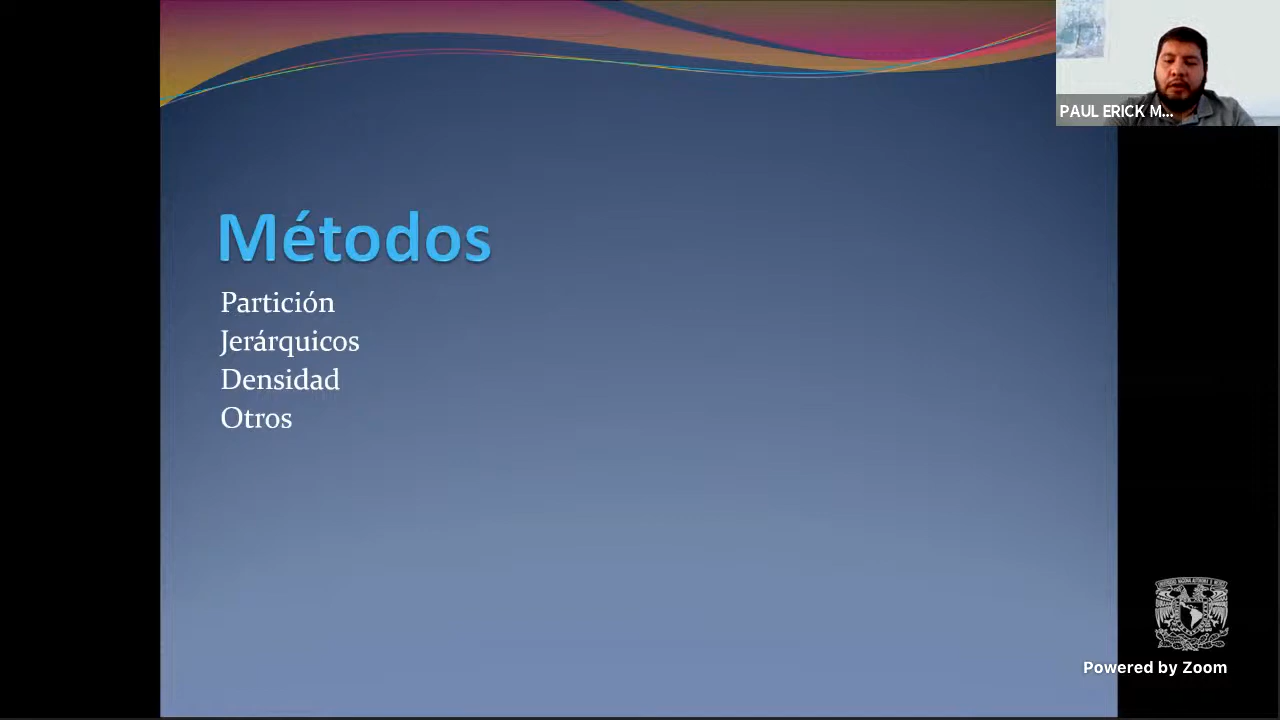 PAUL ERICK M...
Métodos
Partición
Jerárquicos
Densidad
Otros
Powered by Zoom